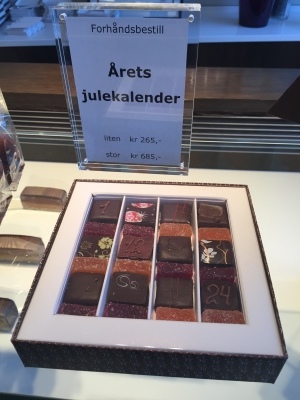 Forhåndsbestill
Årets
julekalender
liten kr 265,-
stor kr 685,-
24